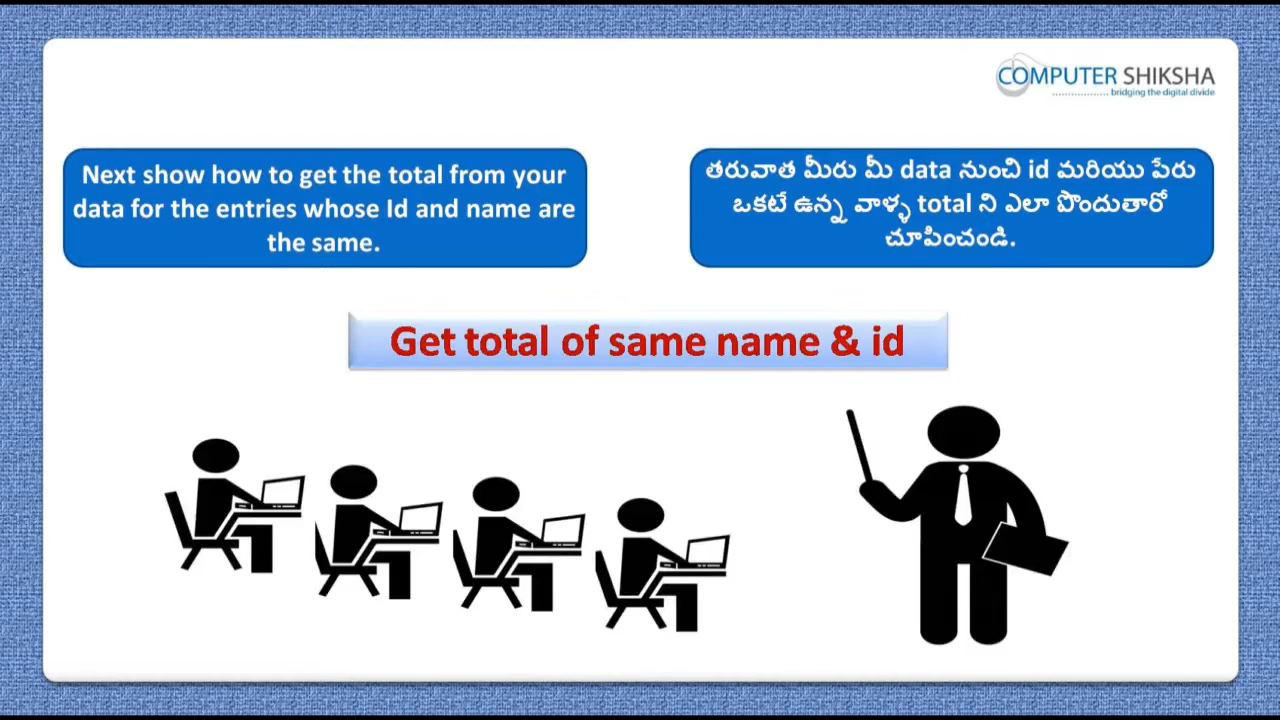 COMPUTER SHIKSHA
bridging the digital divide
Next show how to get the total from your
data for the entries whose Id and name are
the same.
తరువాత మీరు మీ data నుంచి id మరియు పేరు
ఒకటే ఉన్న వాళ్ళ total ని ఎలా పొందుతారో
చూపించండి.
Get total of same name & id